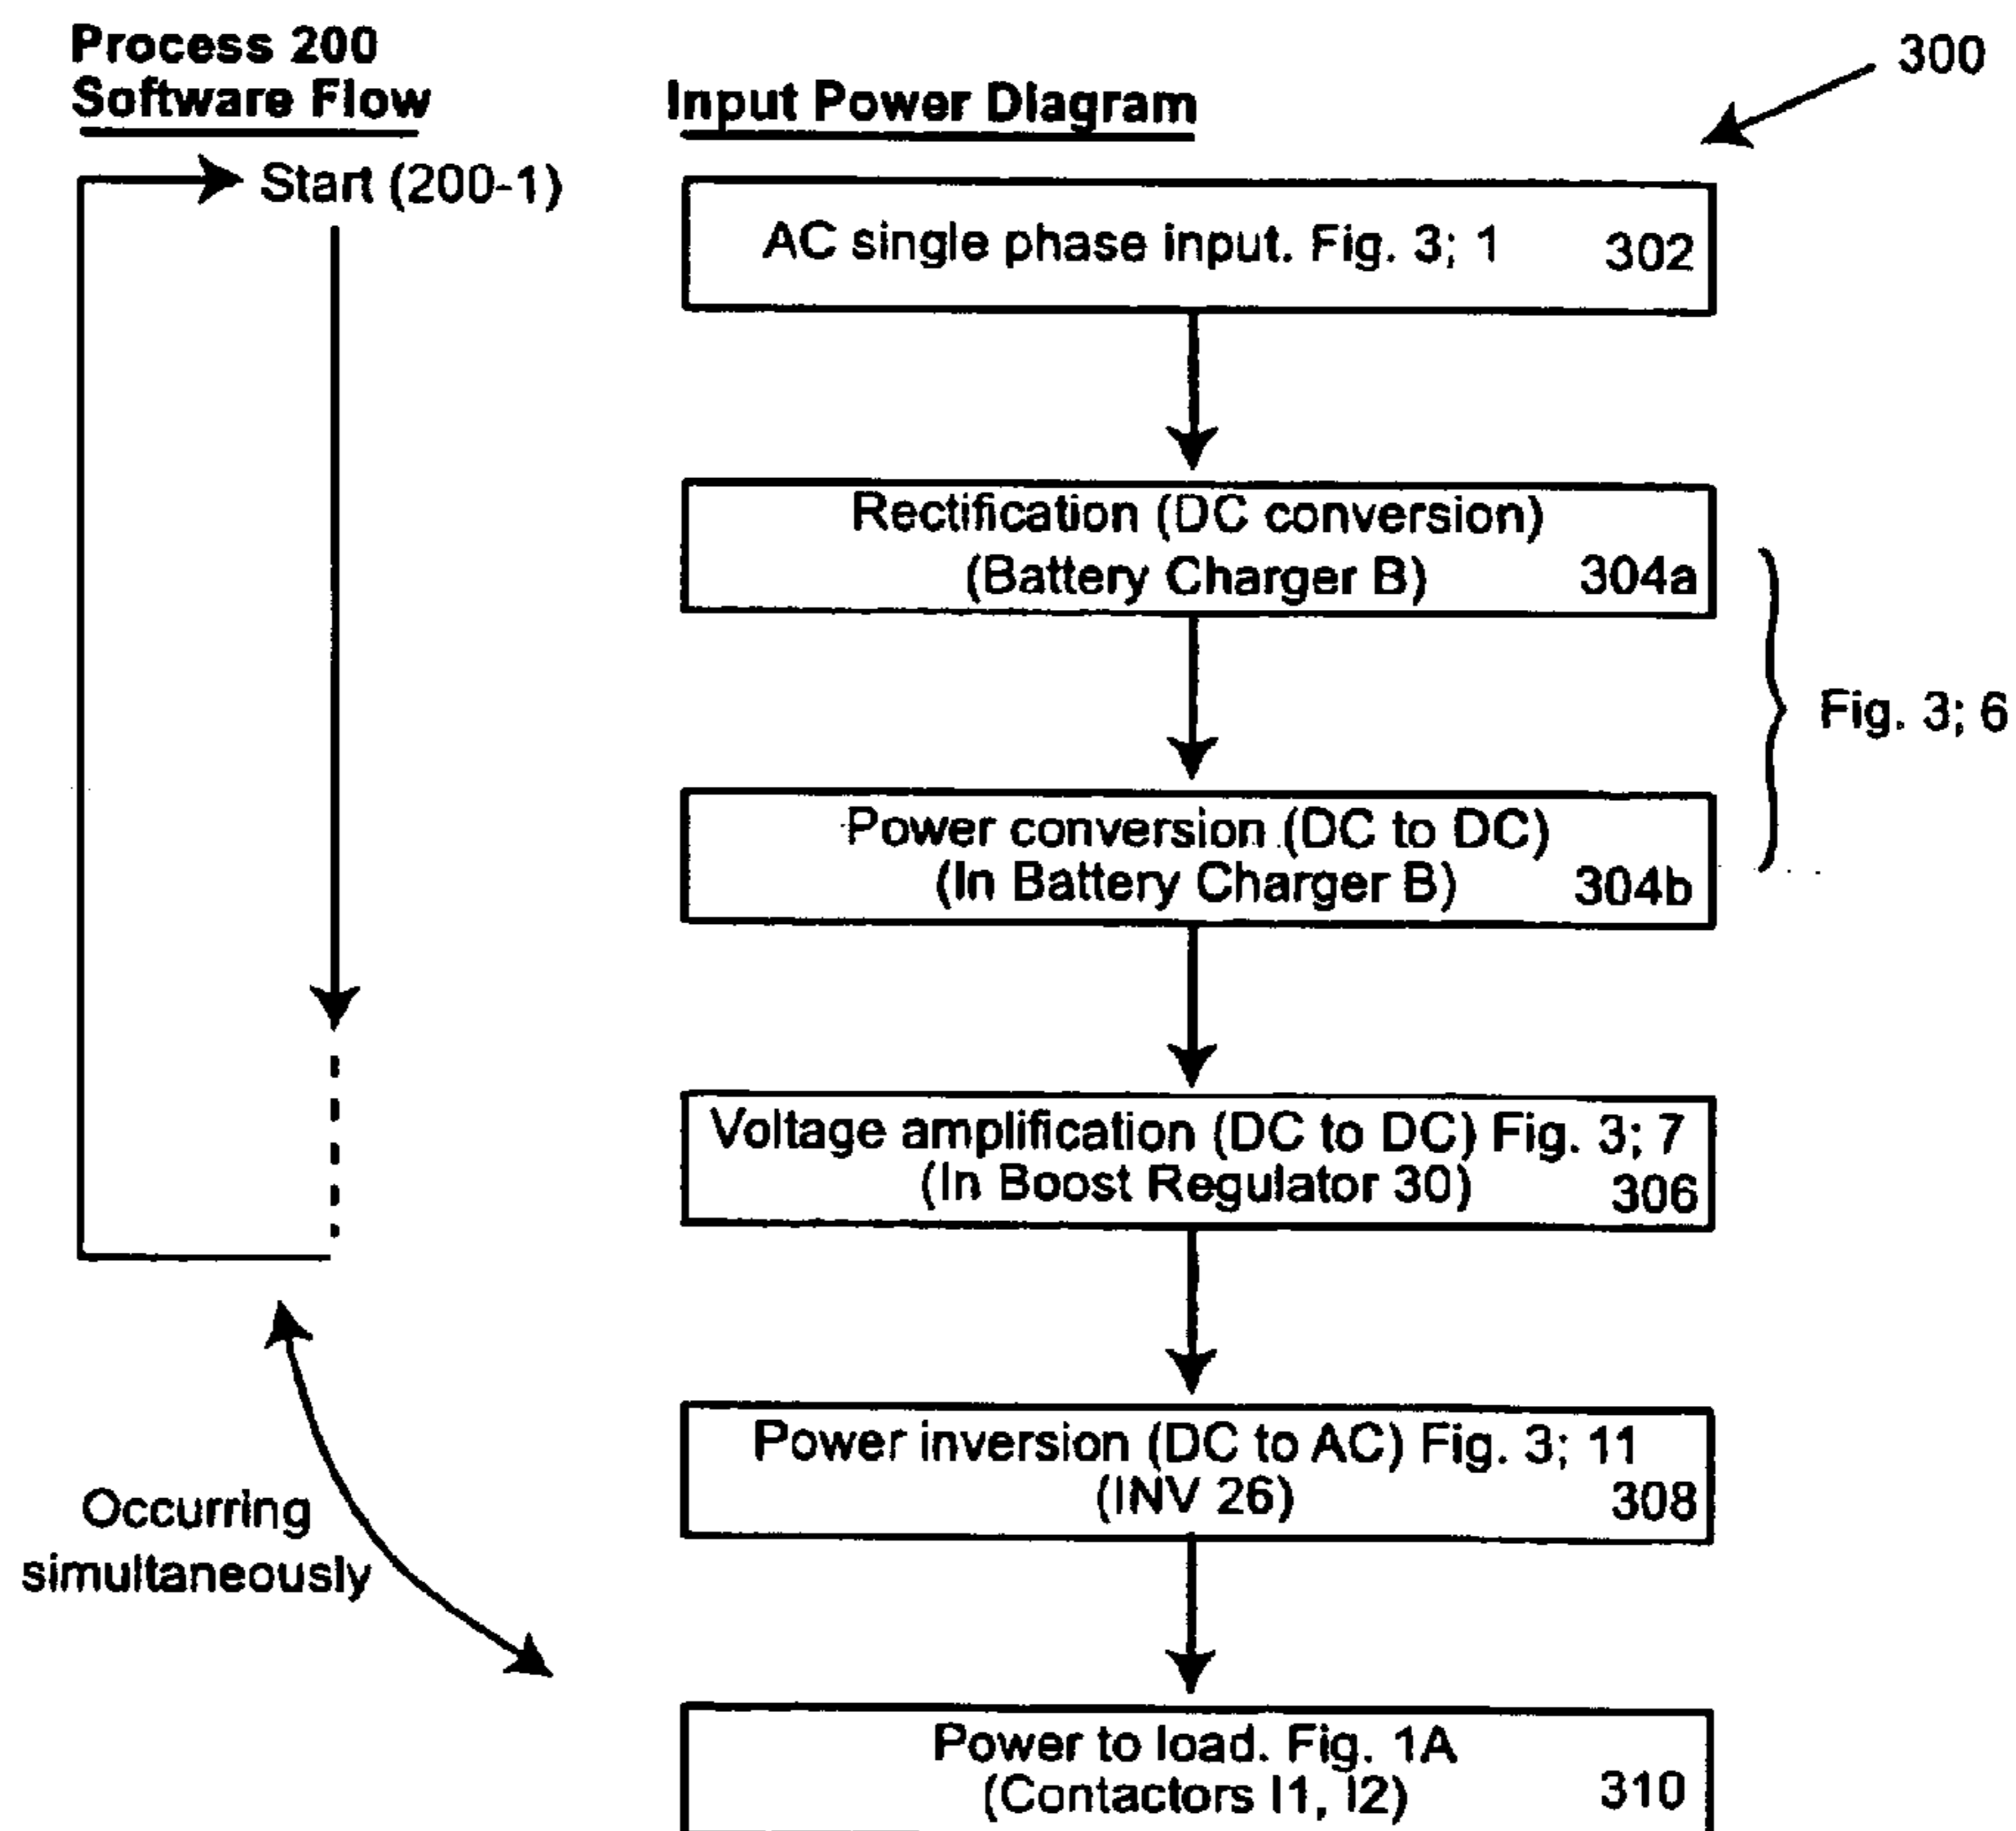 Process 200
Software Flow
Start (200-1)
Input Power Diagram
300
AC single phase input. Fig. 3; 1 302
Rectification (DC conversion)
(Battery Charger B) 304a
Fig. 3; 6
Power conversion (DC to DC)
(In Battery Charger B) 304b
Voltage amplification (DC to DC) Fig. 3; 7
(In Boost Regulator 30) 306
Power inversion (DC to AC) Fig. 3; 11
(INV 26) 308
Occurring
simultaneously
Power to load. Fig. 1A
(Contactors I1, I2) 310